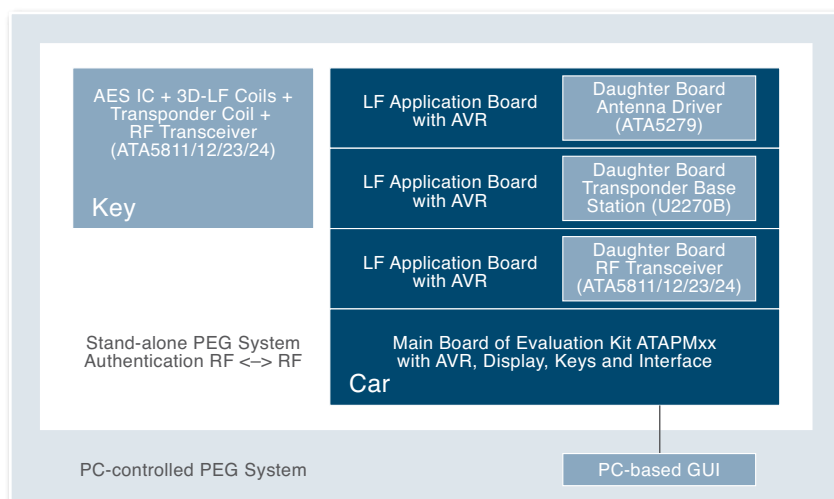 AES IC + 3D-LF Coils +
Transponder Coil +
RF Transceiver
(ATA5811/12/23/24)
Key
LF Application Board
with AVR
Daughter Board
Antenna Driver
(ATA5279)
LF Application Board
with AVR
Daughter Board
Transponder Base
Station (U2270B)
LF Application Board
with AVR
Daughter Board
RF Transceiver
(ATA5811/12/23/24)
Stand-alone PEG System
Authentication RF <–> RF
Main Board of Evaluation Kit ATAPMxx
with AVR, Display, Keys and Interface
Car
PC-controlled PEG System
PC-based GUI